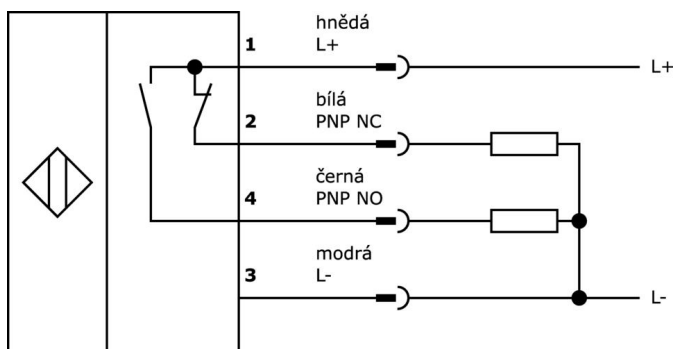 hnědá
1 L+
L+
bílá
2 PNP NC
černá
4 PNP NO
modrá
3 L-
L-